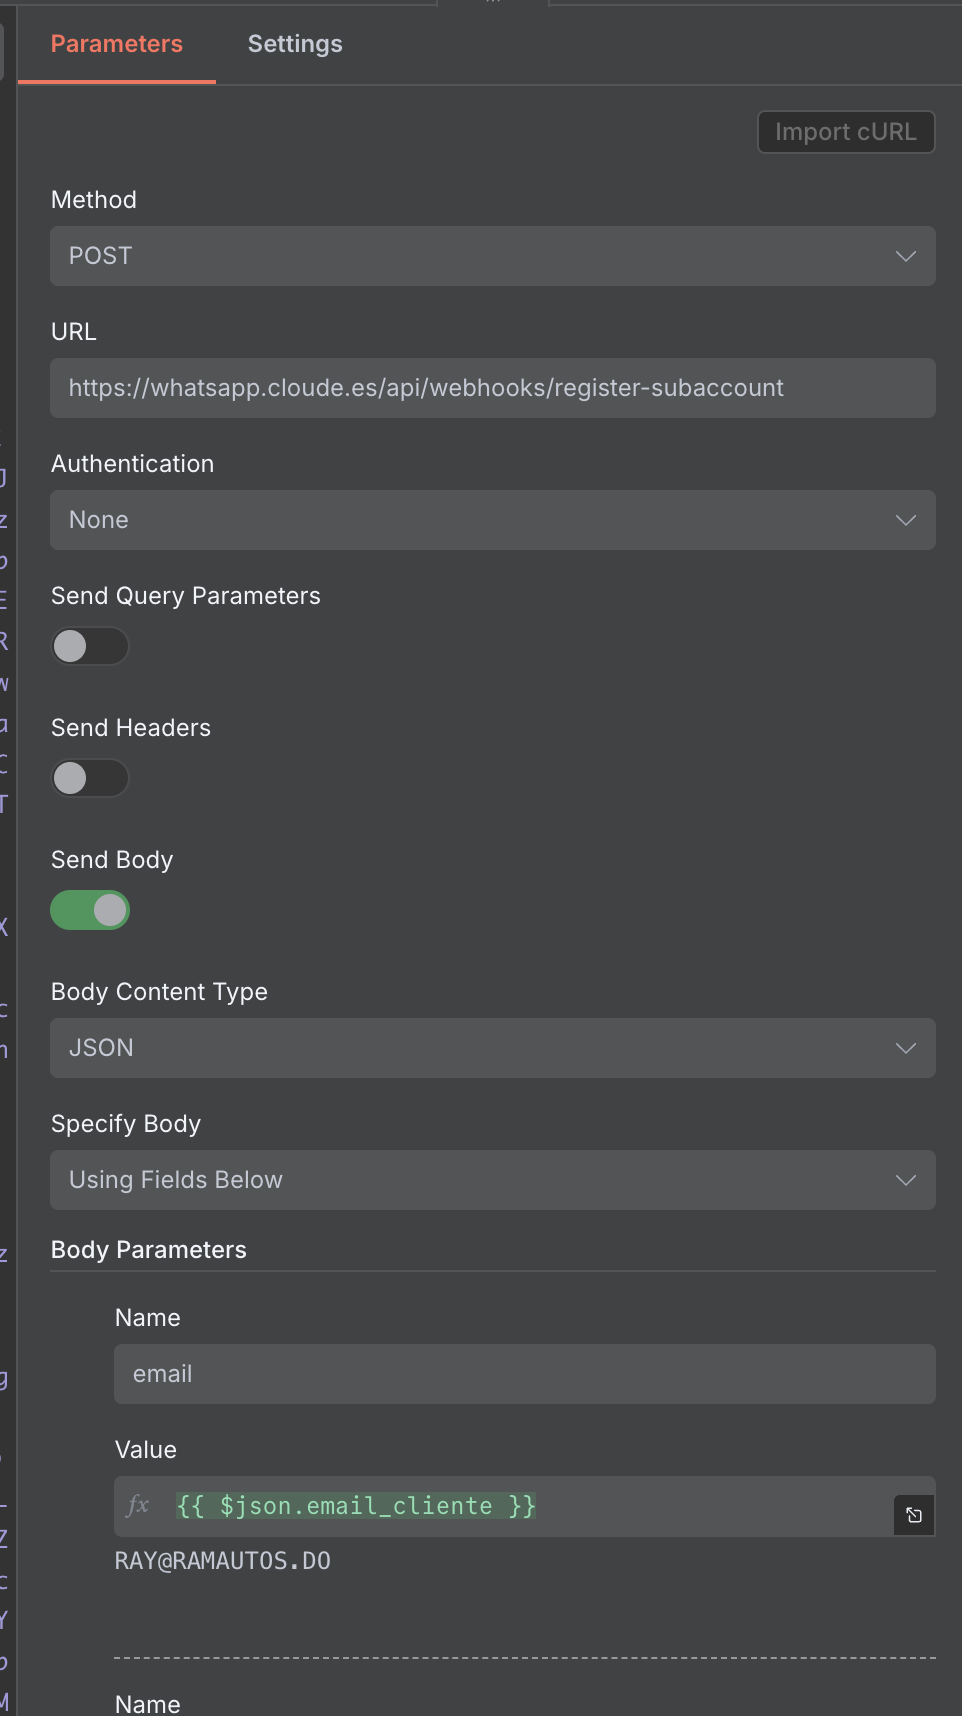 Parameters Settings
Import cURL
Method
POST
URL
https://whatsapp.cloude.es/api/webhooks/register-subaccount
Authentication
None
Send Query Parameters
Send Headers
Send Body
Body Content Type
JSON
Specify Body
Using Fields Below
Body Parameters
Name
email
Value
fx {{ $json.email_cliente }}
RAY@RAMAUTOS.DO
Name